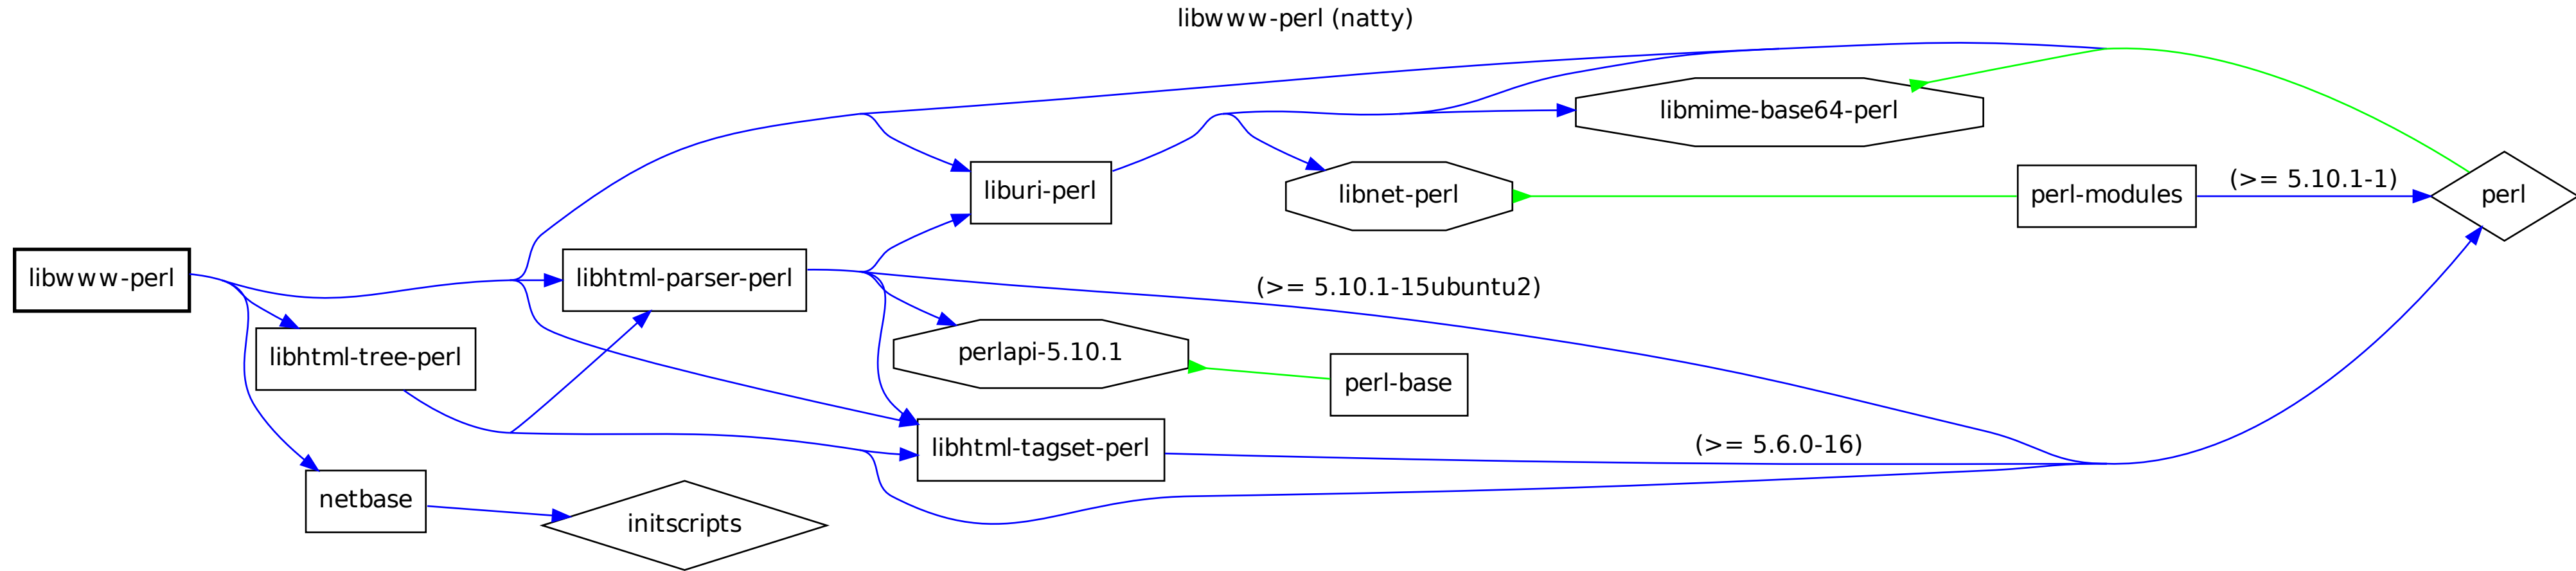 libwww-perl (natty)
libmime-base64-perl
liburi-perl
libnet-perl
perl-modules
(>= 5.10.1-1)
perl
libwww-perl
libhtml-parser-perl
(>= 5.10.1-15ubuntu2)
libhtml-tree-perl
perlapi-5.10.1
perl-base
libhtml-tagset-perl
(>= 5.6.0-16)
netbase
initscripts